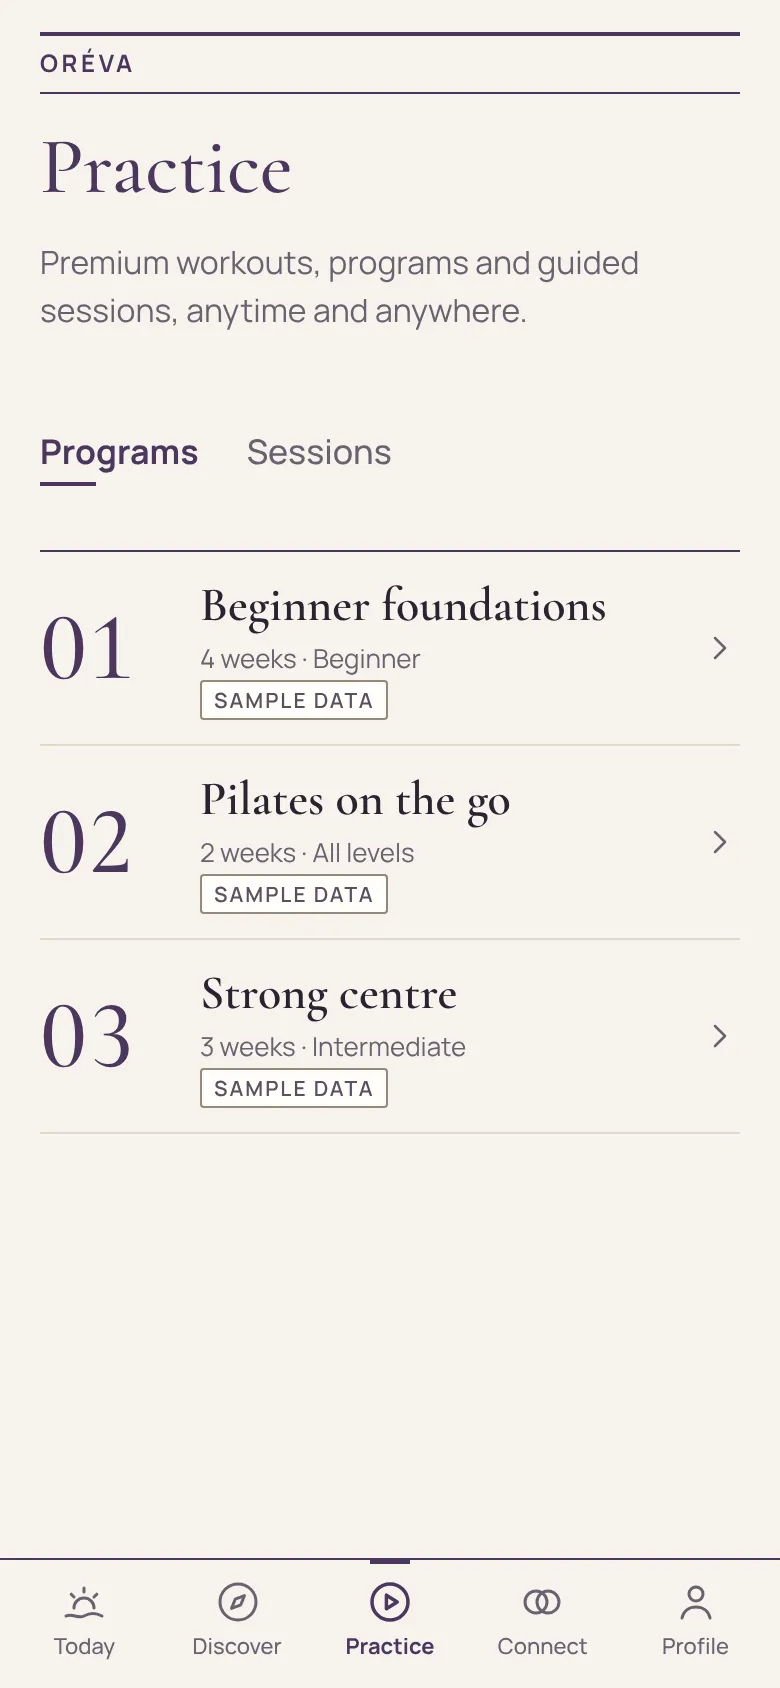 ORÉVA
Practice
Premium workouts, programs and guided
sessions, anytime and anywhere.
Programs Sessions
01
Beginner foundations
4 weeks · Beginner
SAMPLE DATA
02
Pilates on the go
2 weeks · All levels
SAMPLE DATA
03
Strong centre
3 weeks · Intermediate
SAMPLE DATA
Today Discover Practice Connect Profile